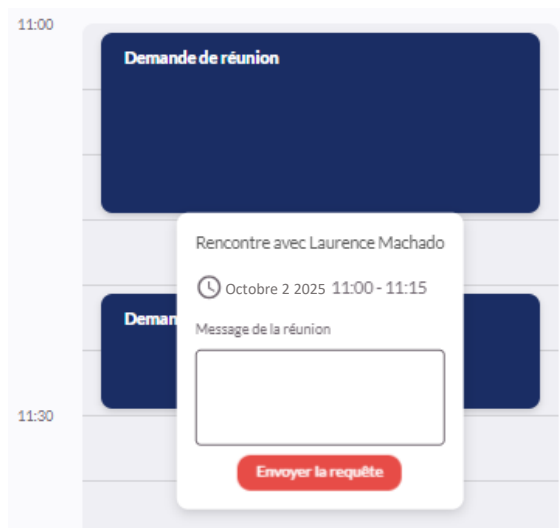 11:00
Demande de réunion
Rencontre avec Laurence Machado
Octobre 2 2025 11:00 - 11:15
Deman
Message de la réunion
11:30
Envoyer la requête